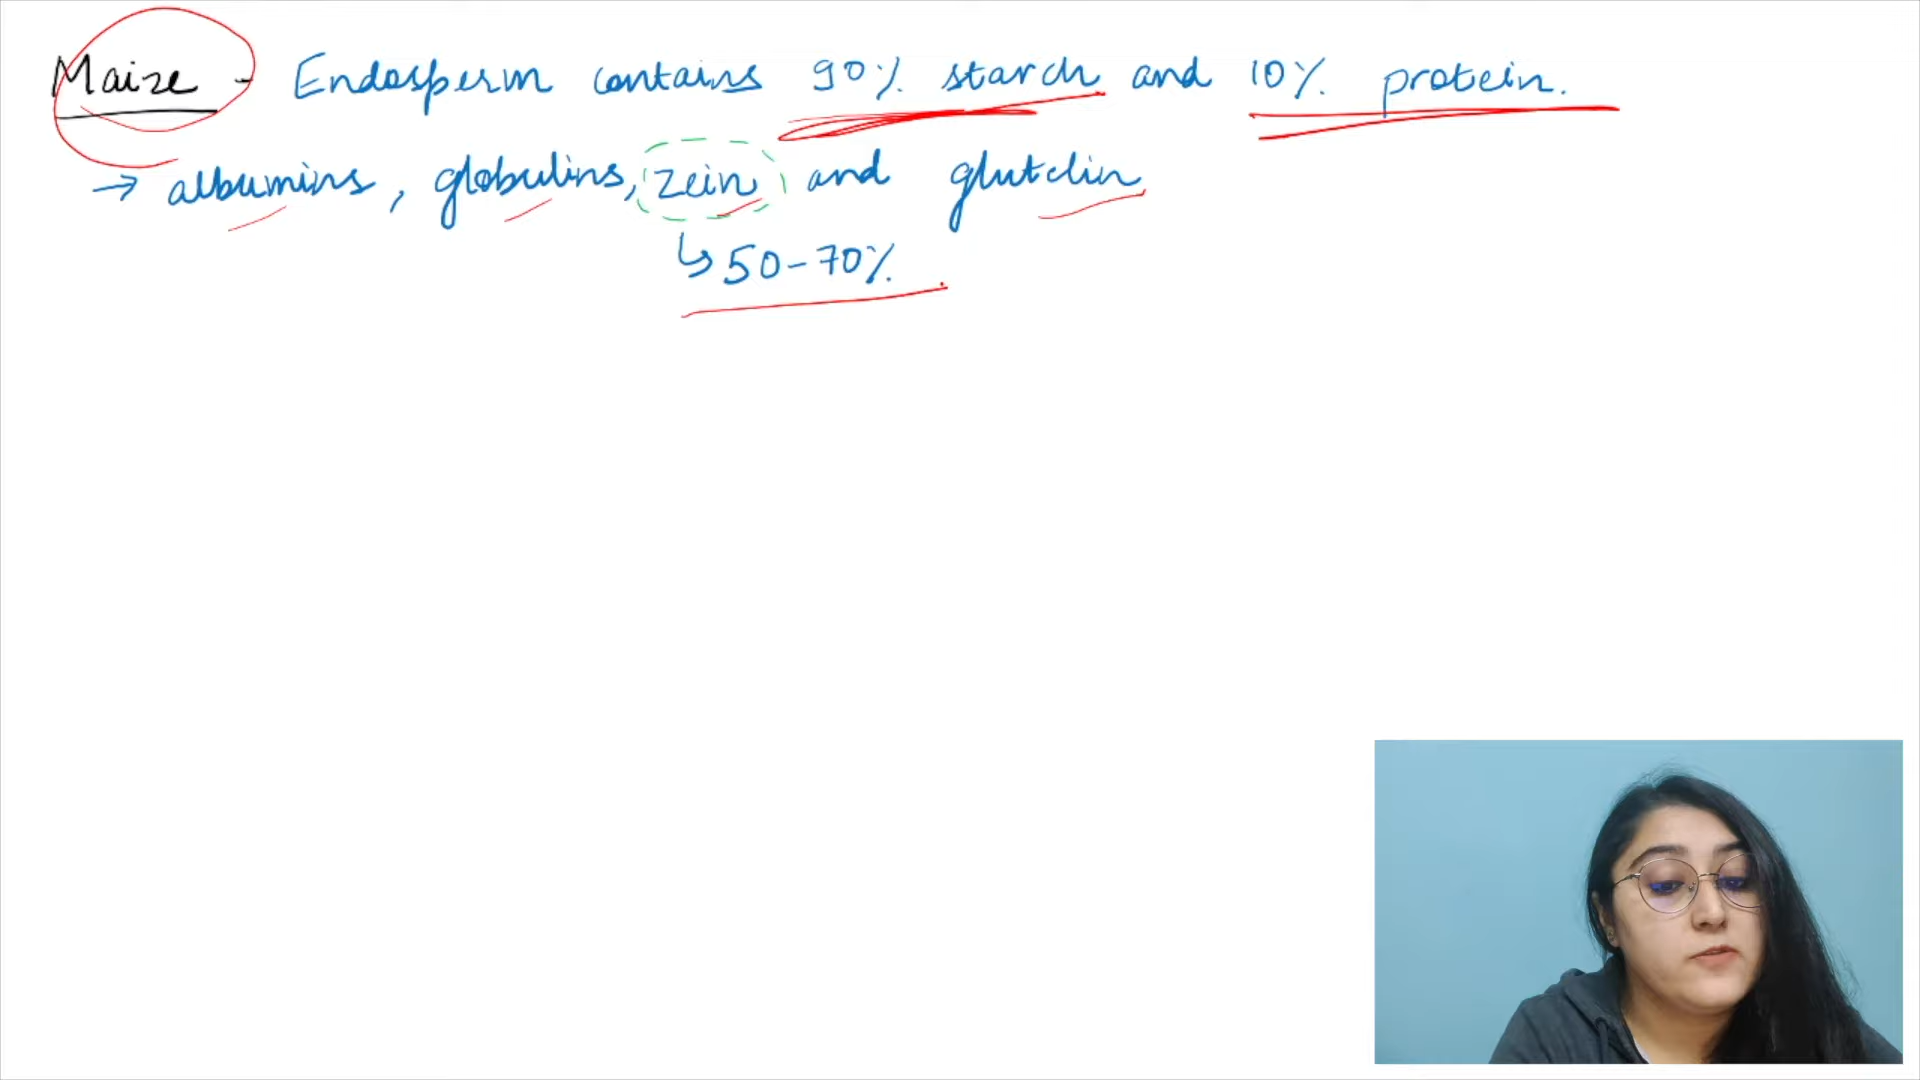 Maize - Endosperm contains 90% starch and 10% protein.
→ albumins, globulins, zein and glutelin
↳ 50-70%